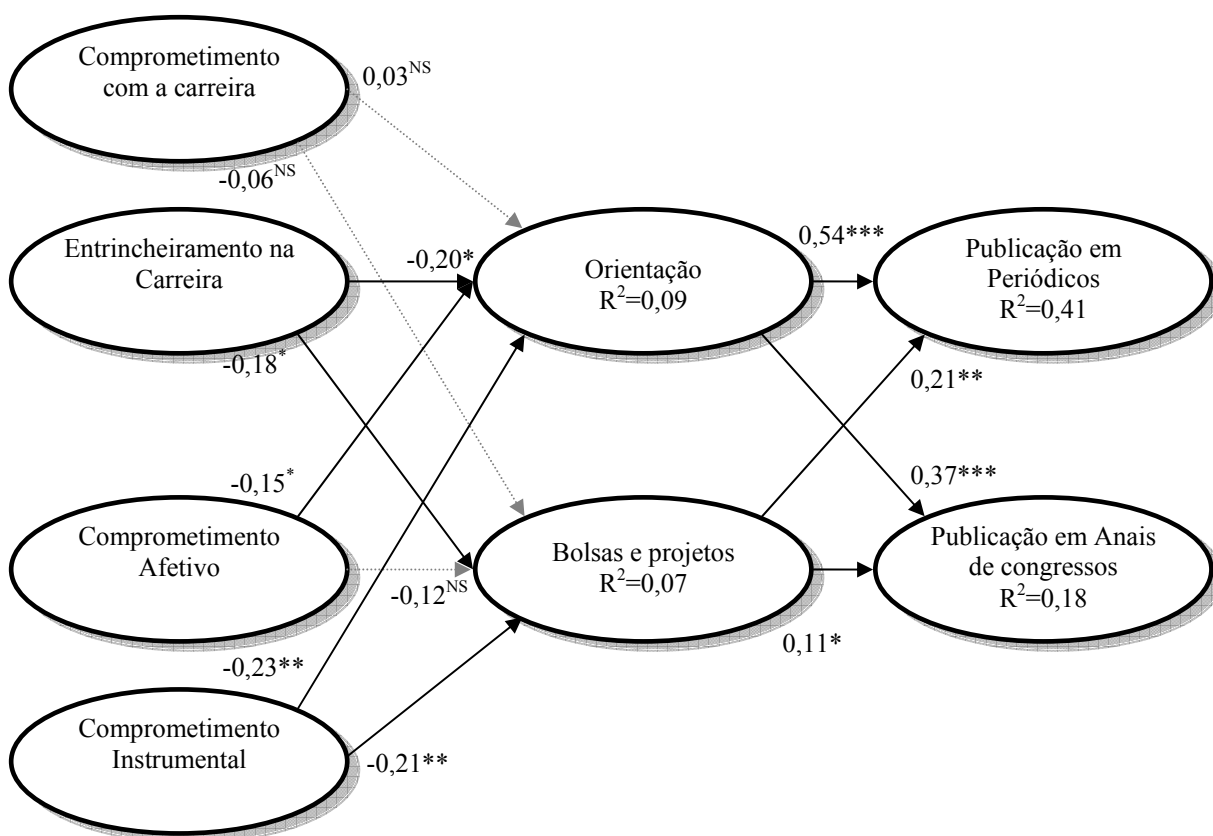 Comprometimento
com a carreira
0,03^NS
-0,06^NS
Entrincheiramento na
Carreira
-0,20*
-0,18*
Orientação
R²=0,09
0,54***
Publicação em
Periódicos
R²=0,41
0,21**
-0,15*
0,37***
Comprometimento
Afetivo
-0,12^NS
Bolsas e projetos
R²=0,07
Publicação em Anais
de congressos
R²=0,18
0,11*
-0,23**
Comprometimento
Instrumental
-0,21**